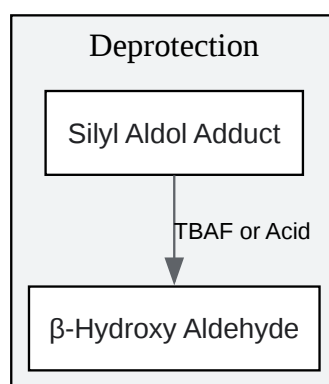 Deprotection
Silyl Aldol Adduct
TBAF or Acid
β-Hydroxy Aldehyde